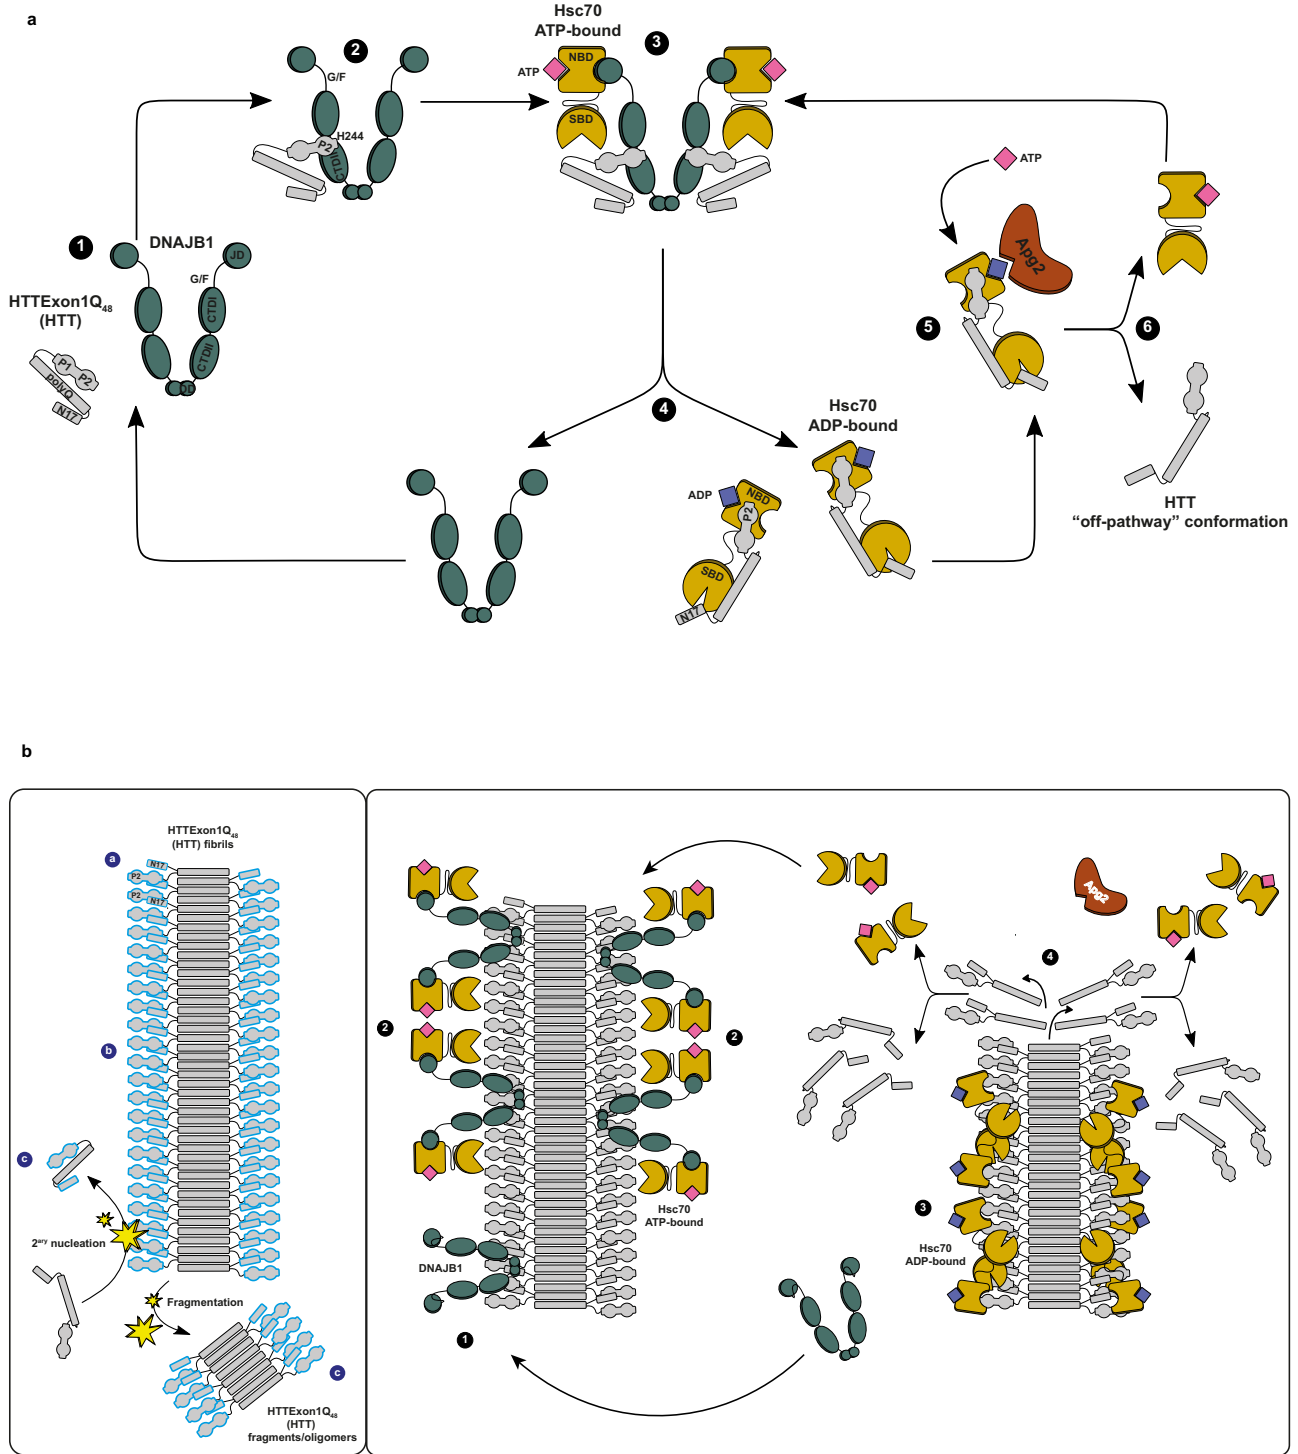 a
Hsc70
ATP-bound
2
3
ATP
NBD
G/F
SBD
H244
P2
CTDII
ATP
1
DNAJB1
JD
G/F
HTTExon1Q48
(HTT)
CTDI
CTDII
DD
P1
P2
polyQ
N17
Apg2
5
6
4
Hsc70
ADP-bound
ADP
NBD
P2
SBD
N17
HTT
“off-pathway” conformation
b
HTTExon1Q48
(HTT) fibrils
a
N17
P2
P2
N17
b
c
2ary nucleation
Fragmentation
c
HTTExon1Q48
(HTT)
fragments/oligomers
2
2
Hsc70
ATP-bound
DNAJB1
1
Apg2
4
3
Hsc70
ADP-bound